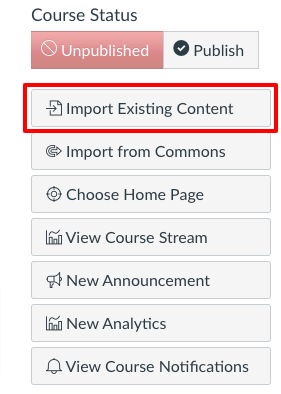 Course Status
Unpublished Publish
Import Existing Content
Import from Commons
Choose Home Page
View Course Stream
New Announcement
New Analytics
View Course Notifications